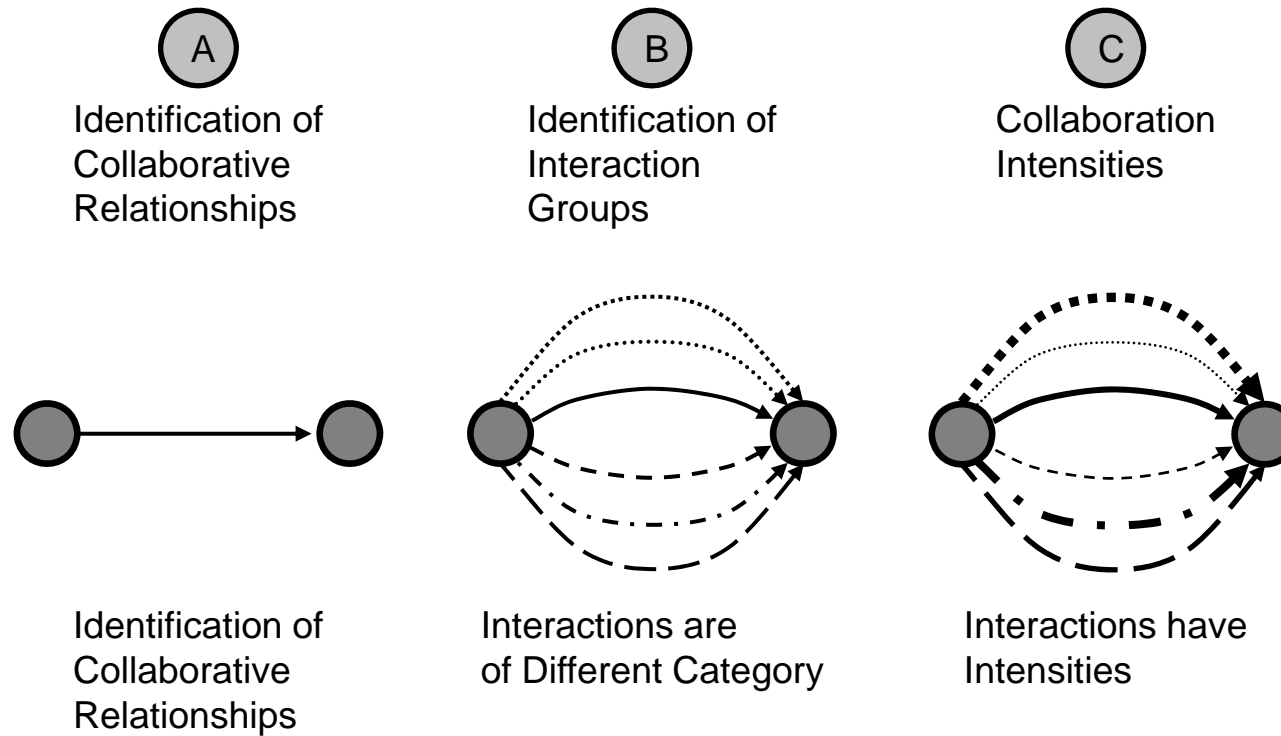 A
Identification of
Collaborative
Relationships
B
Identification of
Interaction
Groups
C
Collaboration
Intensities
Identification of
Collaborative
Relationships
Interactions are
of Different Category
Interactions have
Intensities